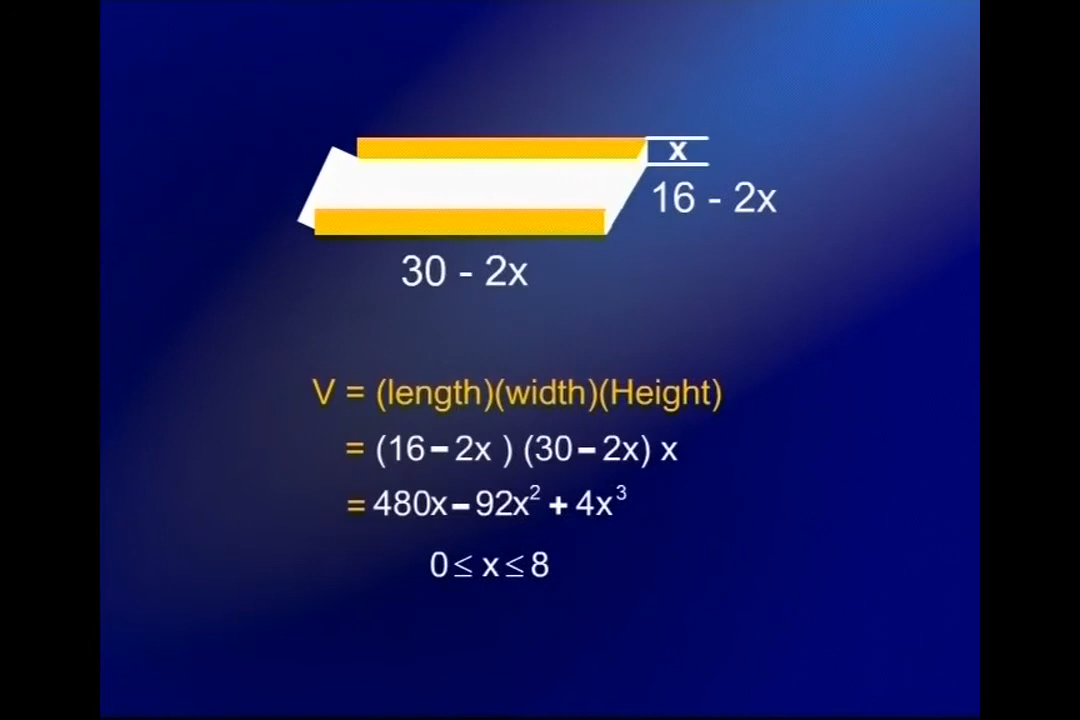 x
16 - 2x
30 - 2x
V = (length)(width)(Height)
= (16 – 2x ) (30 – 2x) x
= 480x – 92x² + 4x³
0 ≤ x ≤ 8